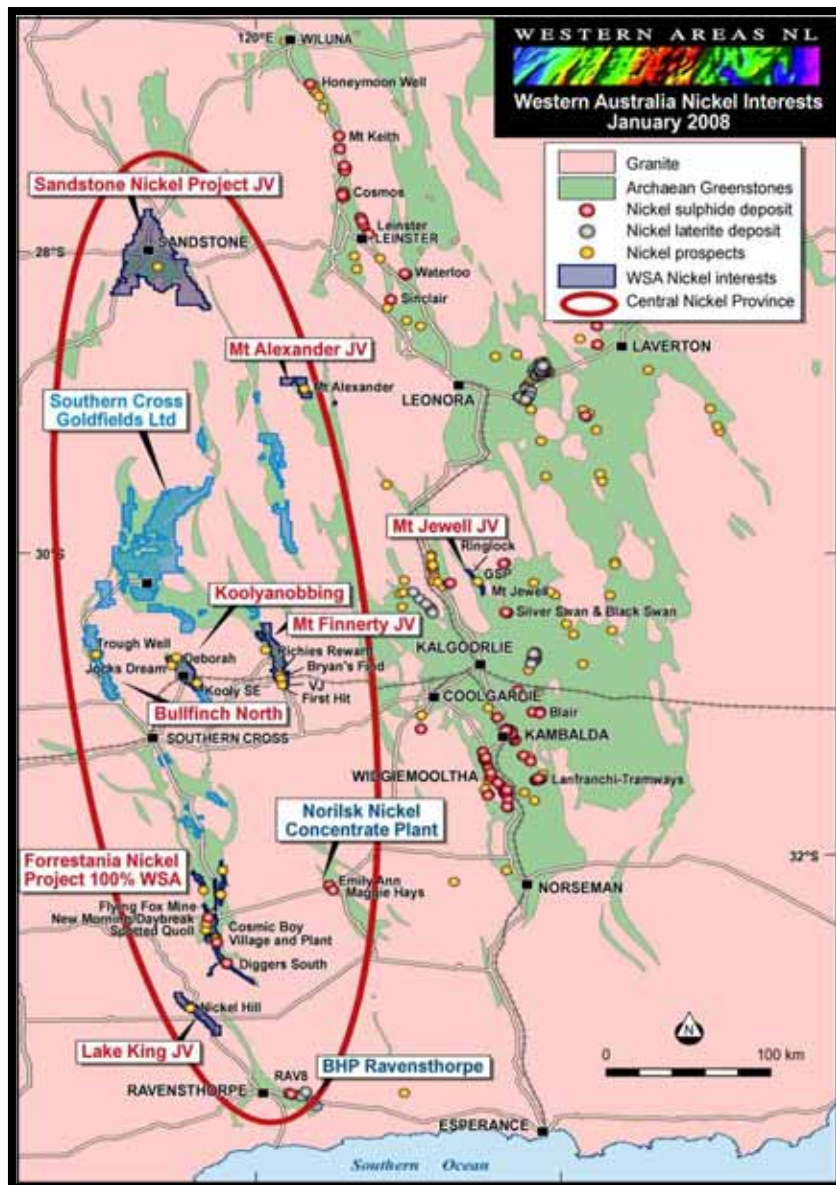 WESTERN AREAS NL
Western Australia Nickel Interests
January 2008
Granite
Archaean Greenstones
Nickel sulphide deposit
Nickel laterite deposit
Nickel prospects
WSA Nickel interests
Central Nickel Province
120°E
WILUNA
Honeymoon Well
Mt Keith
Sandstone Nickel Project JV
Cosmos
28°S
SANDSTONE
Leinster
LEINSTER
Waterloo
Sinclair
LAVERTON
Mt Alexander JV
Mt Alexander
LEONORA
Southern Cross
Goldfields Ltd
30°S
Mt Jewell JV
Ringlock
GSP
Mt Jewell
Silver Swan & Black Swan
Koolyanobbing
Mt Finnerty JV
Trough Well
Deborah
Jocks Dream
Kooly SE
Richies Reward
Bryan's Find
VJ
First Hit
KALGOORLIE
COOLGARDIE
Bullfinch North
SOUTHERN CROSS
Blair
KAMBALDA
WIDGIEMOOLTHA
Lanfranchi-Tramways
Norilsk Nickel
Concentrate Plant
32°S
Forrestania Nickel
Project 100% WSA
Emily Ann
Maggie Hays
NORSEMAN
Flying Fox Mine
New Morning/Daybreak
Spotted Quoll
Cosmic Boy
Village and Plant
Diggers South
Nickel Hill
Lake King JV
N
0
100 km
BHP Ravensthorpe
RAV8
RAVENSTHORPE
ESPERANCE
Southern Ocean